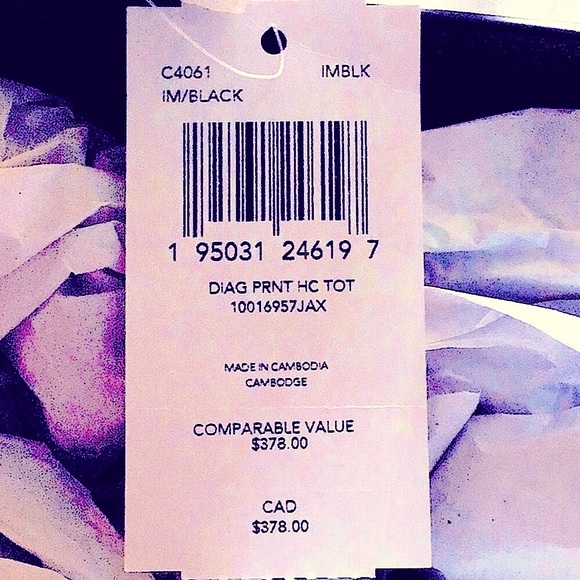 C4061 IMBLK
IM/BLACK
1 95031 24619 7
DIAG PRNT HC TOT
10016957JAX
MADE IN CAMBODIA
CAMBODGE
COMPARABLE VALUE
$378.00
CAD
$378.00